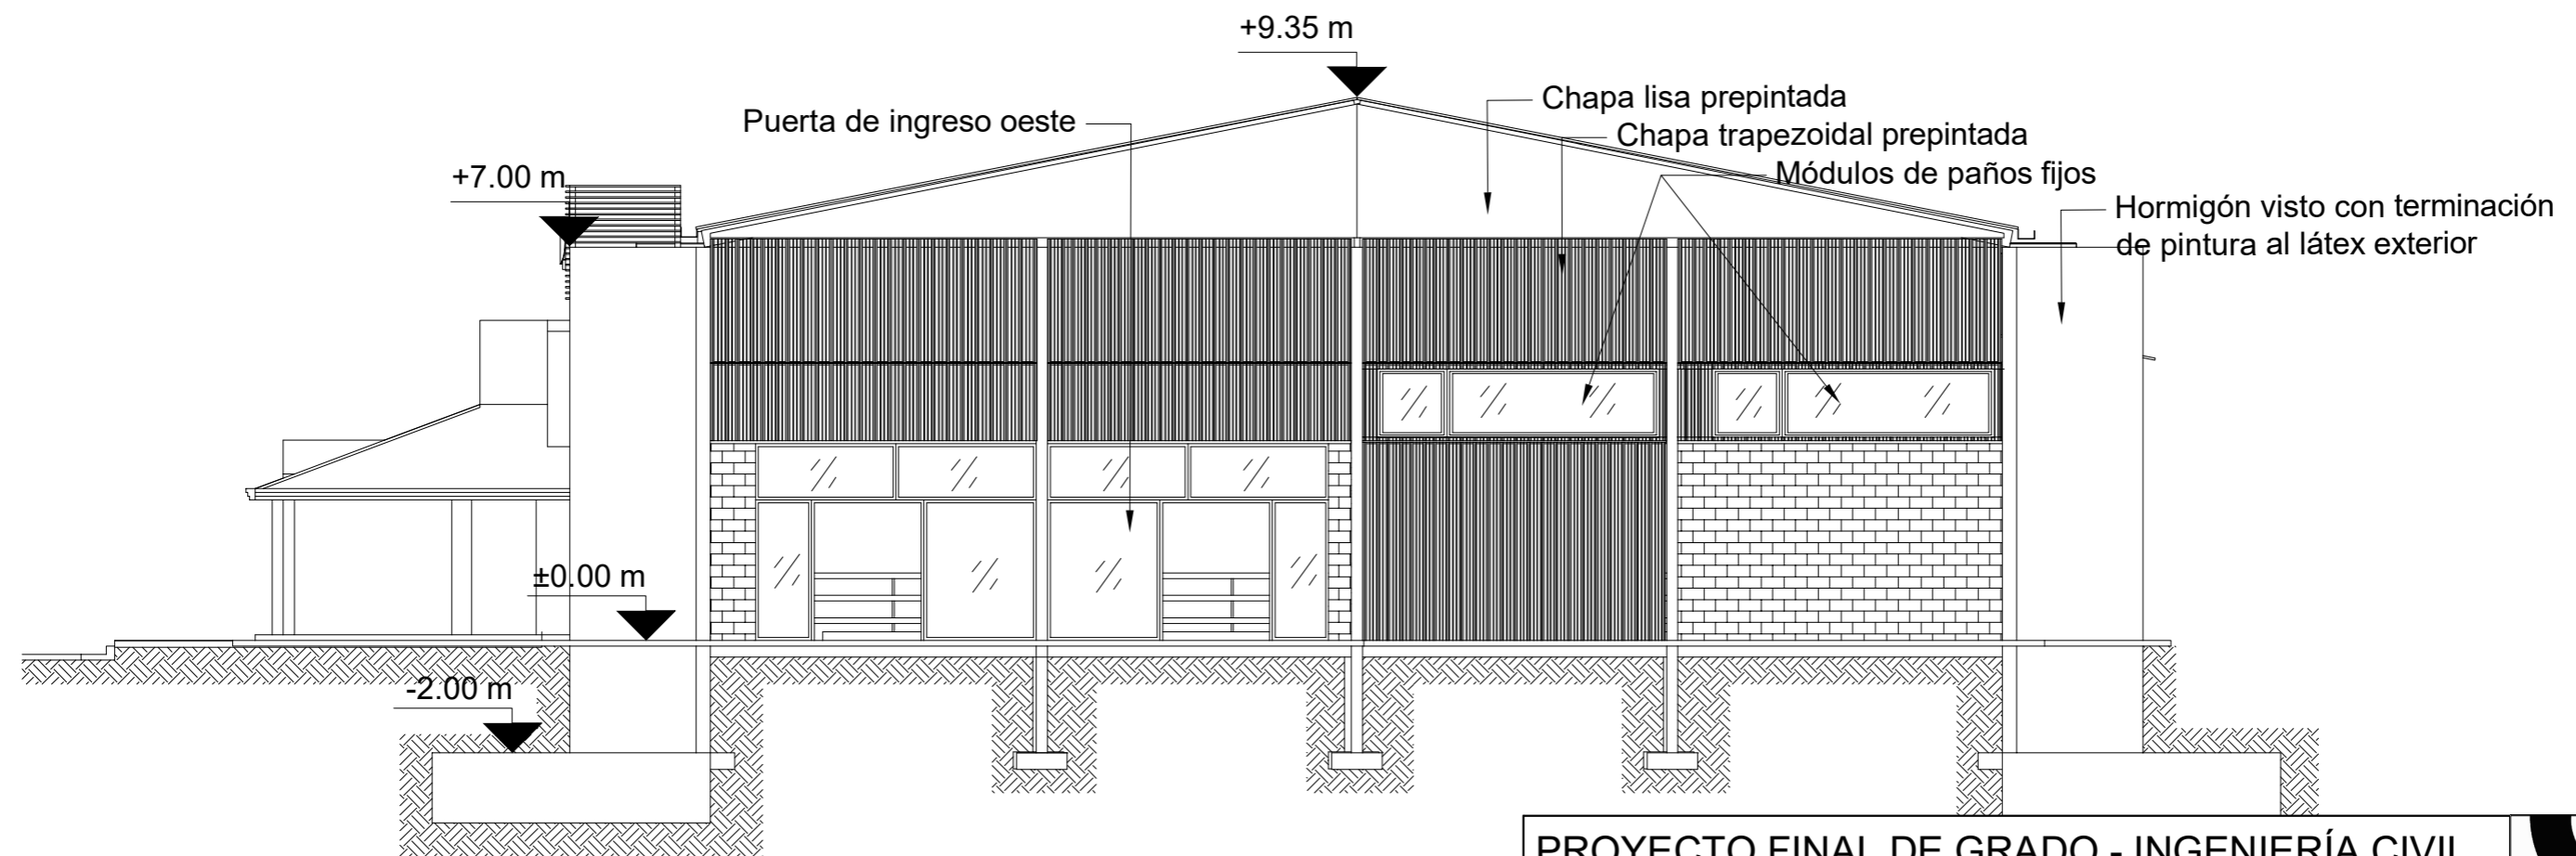 +9.35 m
Chapa lisa prepintada
Puerta de ingreso oeste
Chapa trapezoidal prepintada
Módulos de paños fijos
+7.00 m
Hormigón visto con terminación
de pintura al látex exterior
±0.00 m
-2.00 m
PROYECTO FINAL DE GRADO - INGENIERÍA CIVIL